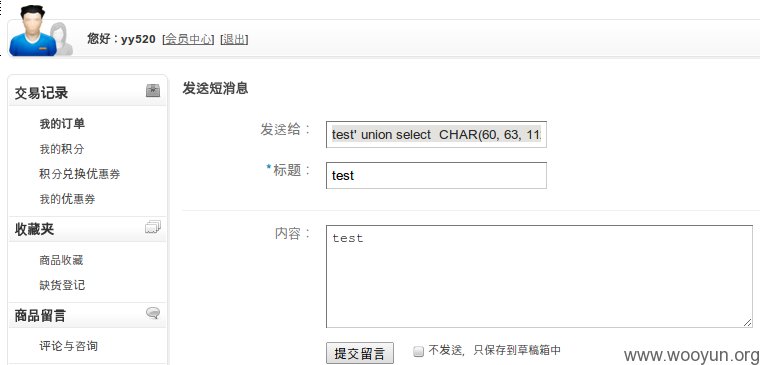 您好：yy520 [会员中心] [退出]
交易记录
我的订单
我的积分
积分兑换优惠券
我的优惠券
收藏夹
商品收藏
缺货登记
商品留言
评论与咨询
发送短消息
发送给：
test' union select  CHAR(60, 63, 11
*标题：
test
内容：
test
提交留言
不发送，只保存到草稿箱中
www.wooyun.org